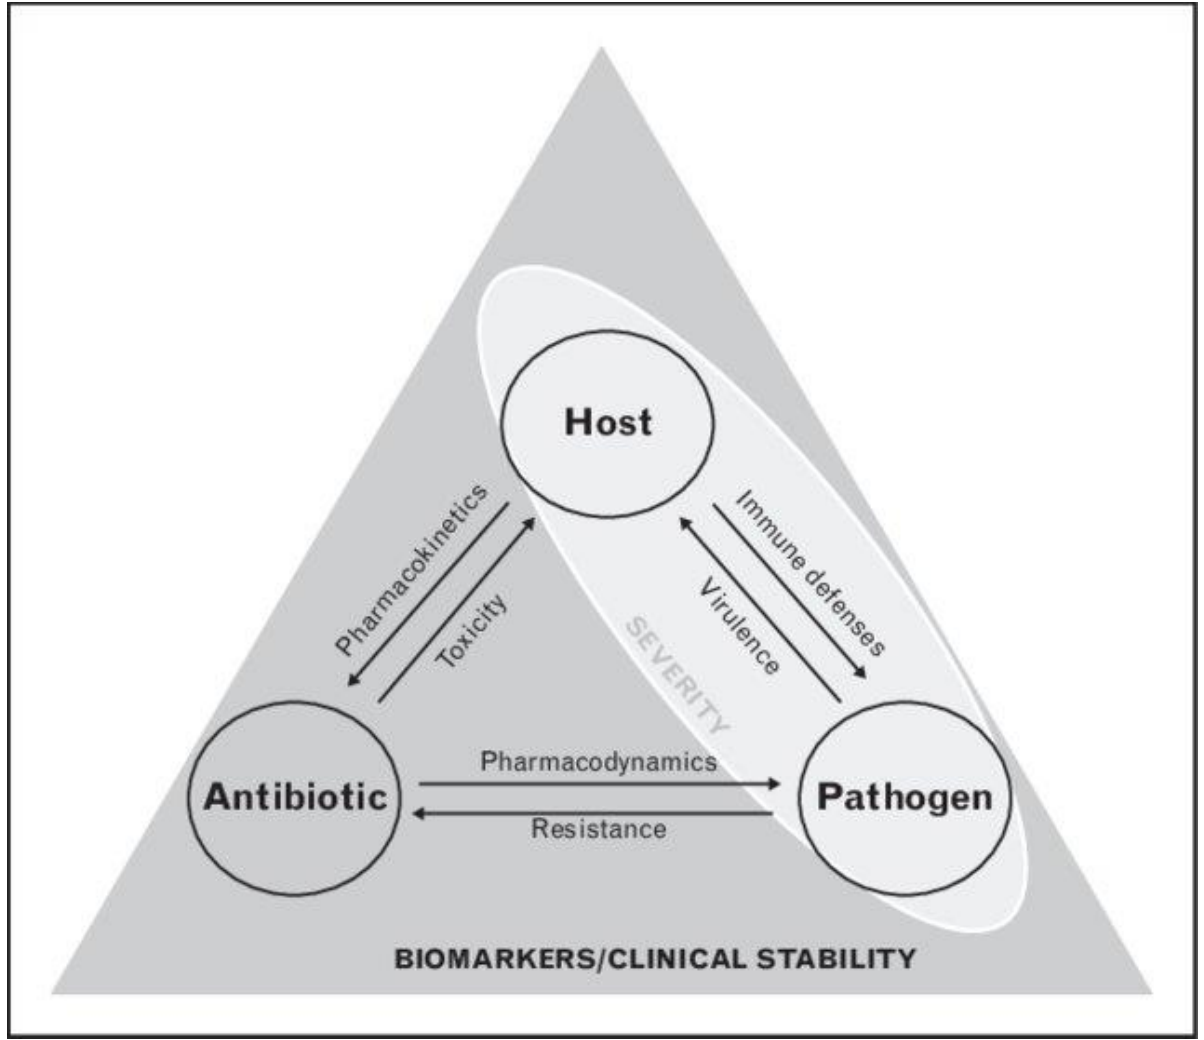 Host
Pharmacokinetics
Toxicity
Immune defenses
Virulence
SEVERITY
Pharmacodynamics
Antibiotic
Pathogen
Resistance
BIOMARKERS/CLINICAL STABILITY